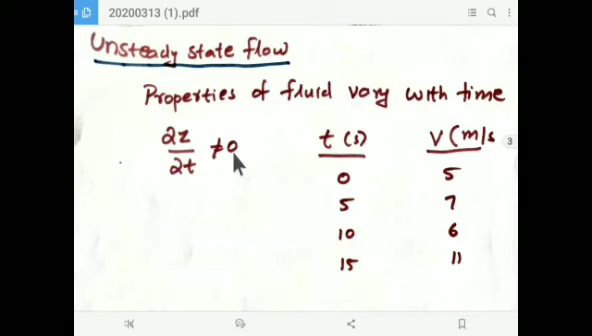 20200313 (1).pdf
Unsteady state flow
Properties of fluid vary with time
∂z/∂t ≠0
t (s) V (m/s
0 5
5 7
10 6
15 11
3